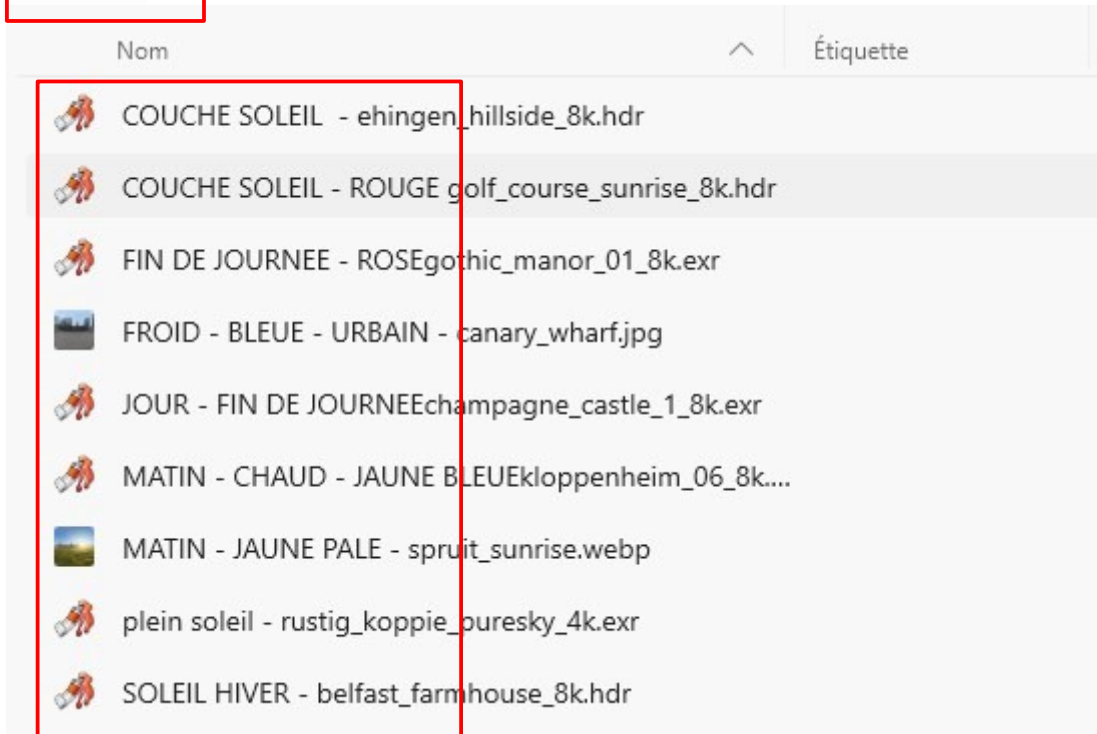 Nom Étiquette
COUCHE SOLEIL  - ehingen_hillside_8k.hdr
COUCHE SOLEIL - ROUGE golf_course_sunrise_8k.hdr
FIN DE JOURNEE - ROSEgothic_manor_01_8k.exr
FROID - BLEUE - URBAIN - canary_wharf.jpg
JOUR - FIN DE JOURNEEchampagne_castle_1_8k.exr
MATIN - CHAUD - JAUNE BLEUEkloppenheim_06_8k....
MATIN - JAUNE PALE - spruit_sunrise.webp
plein soleil - rustig_koppie_puresky_4k.exr
SOLEIL HIVER - belfast_farmhouse_8k.hdr